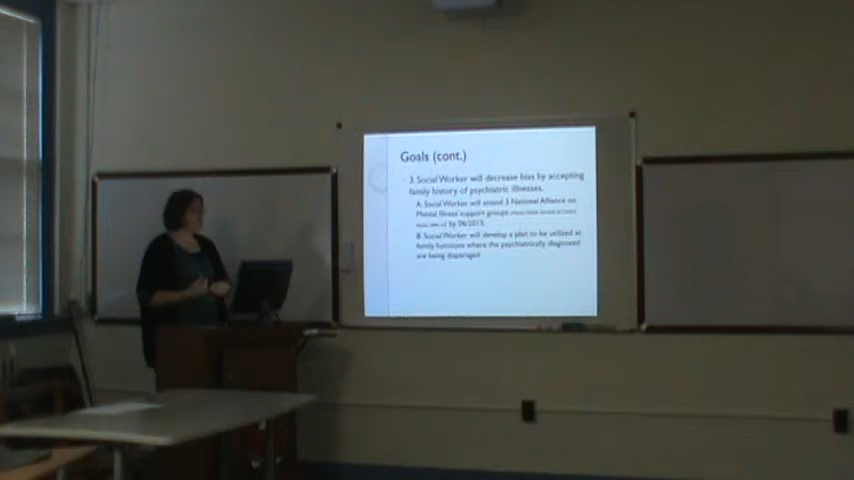 Goals (cont.)
3. Social Worker will decrease bias by accepting
family history of psychiatric illnesses.
A. Social Worker will attend 3 National Alliance on
Mental Illness support groups
by 06/2015
B. Social Worker will develop a plan to be utilized at
family functions where the psychiatrically diagnosed
are being disparaged